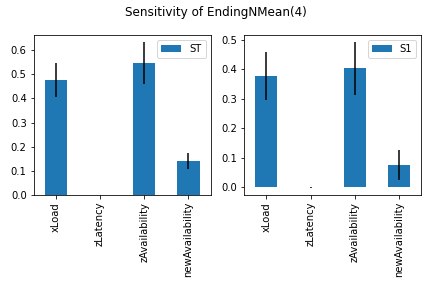 Sensitivity of EndingNMean(4)
ST
0.6
0.5
0.4
0.3
0.2
0.1
0.0
xLoad
zLatency
zAvailability
newAvailability
S1
0.5
0.4
0.3
0.2
0.1
0.0
xLoad
zLatency
zAvailability
newAvailability